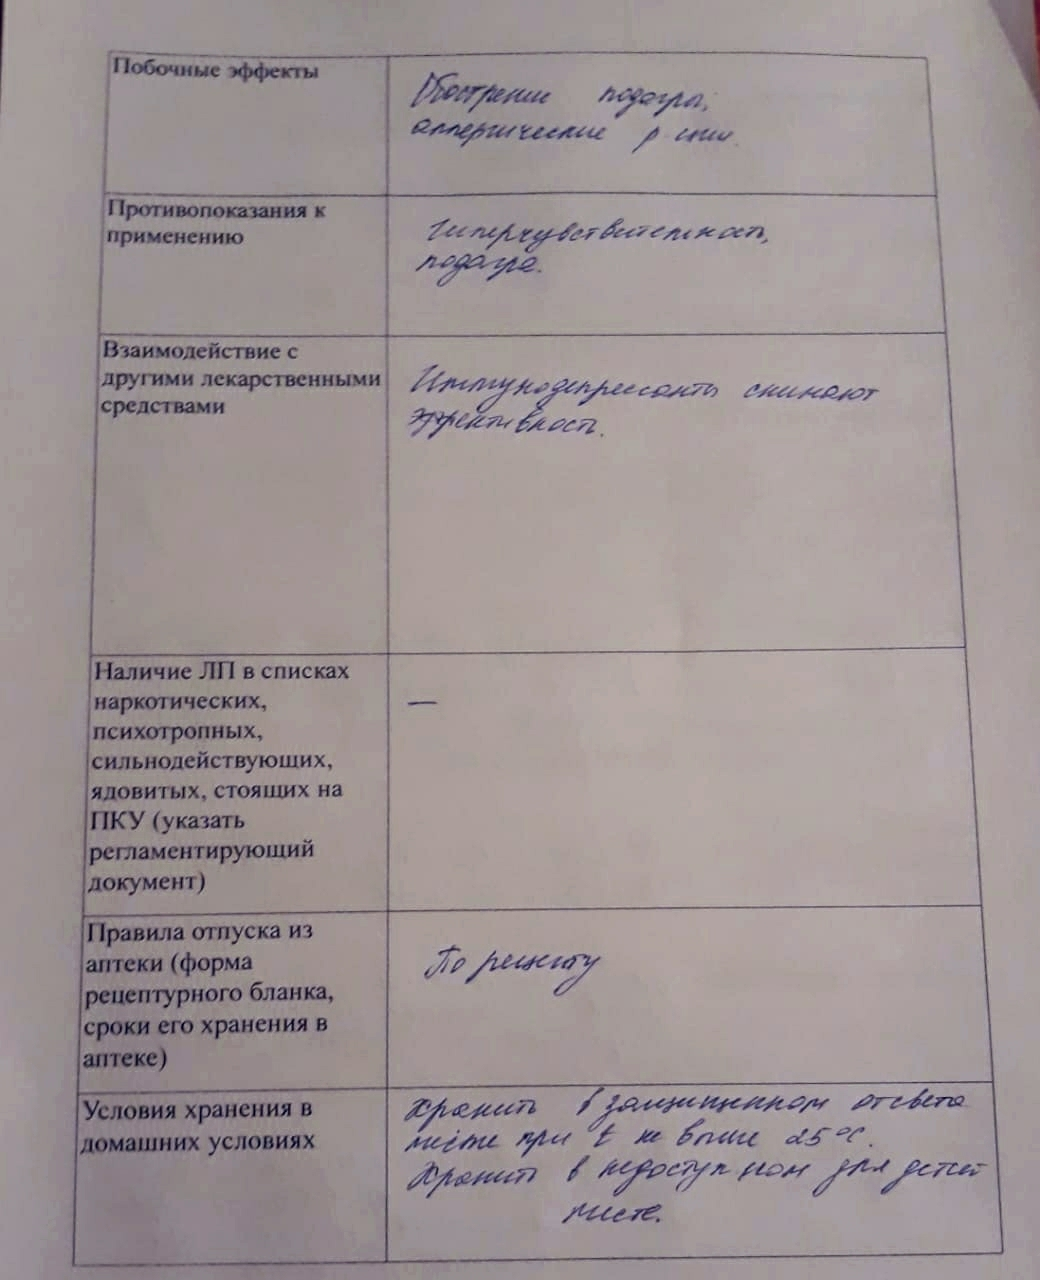 Побочные эффекты
Обострение подагры,
аллергические р-ции.
Противопоказания к
применению
Гиперчувствительность,
подагра.
Взаимодействие с
другими лекарственными
средствами
Иммунодепрессанты снижают
эффективность.
Наличие ЛП в списках
наркотических,
психотропных,
сильнодействующих,
ядовитых, стоящих на
ПКУ (указать
регламентирующий
документ)
—
Правила отпуска из
аптеки (форма
рецептурного бланка,
сроки его хранения в
аптеке)
По рецепту
Условия хранения в
домашних условиях
Хранить в защищенном от света
месте при t не выше 25°С.
Хранить в недоступном для детей
месте.